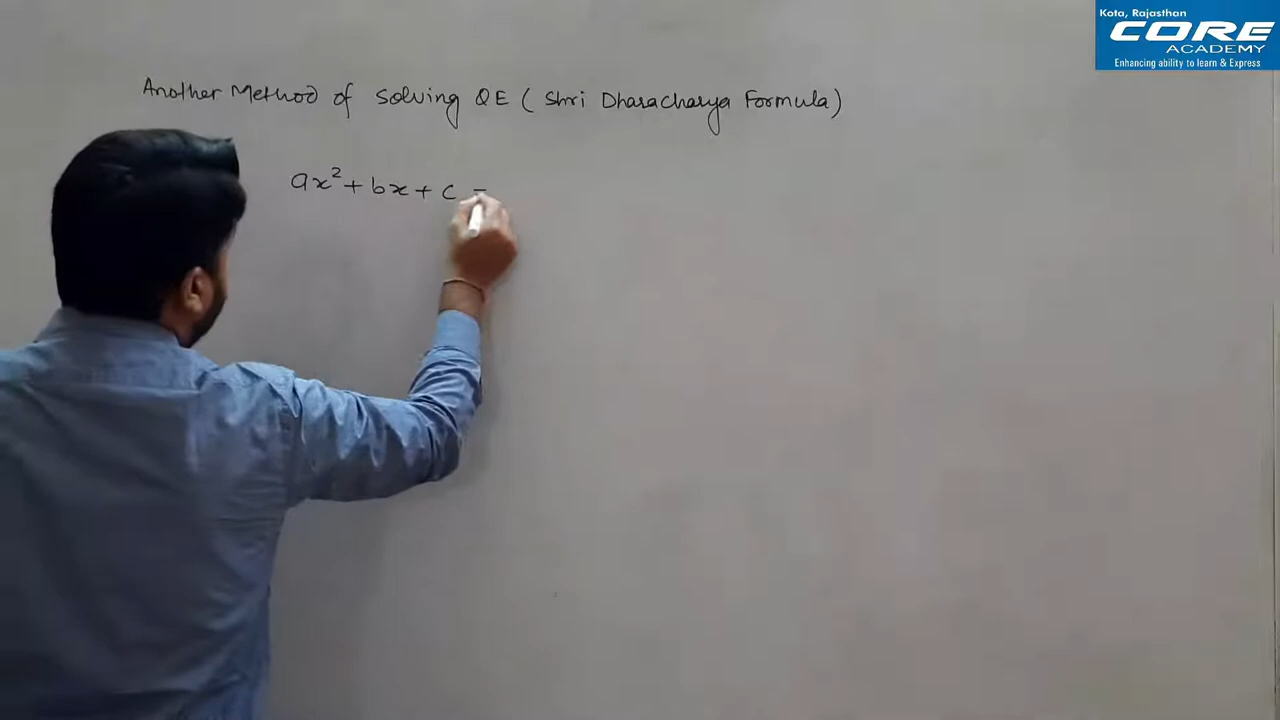 Kota, Rajasthan
CORE
ACADEMY
Enhancing ability to learn & Express
Another Method of Solving QE ( Shri Dharacharya Formula)
ax² + bx + c =